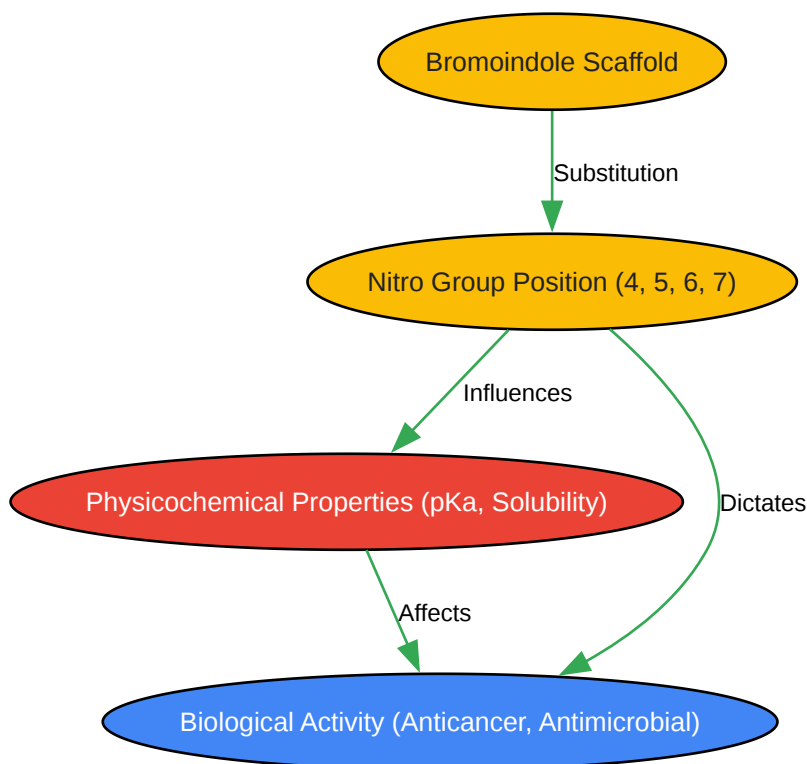 Bromoindole Scaffold
Substitution
Nitro Group Position (4, 5, 6, 7)
Influences
Physicochemical Properties (pKa, Solubility)
Dictates
Affects
Biological Activity (Anticancer, Antimicrobial)